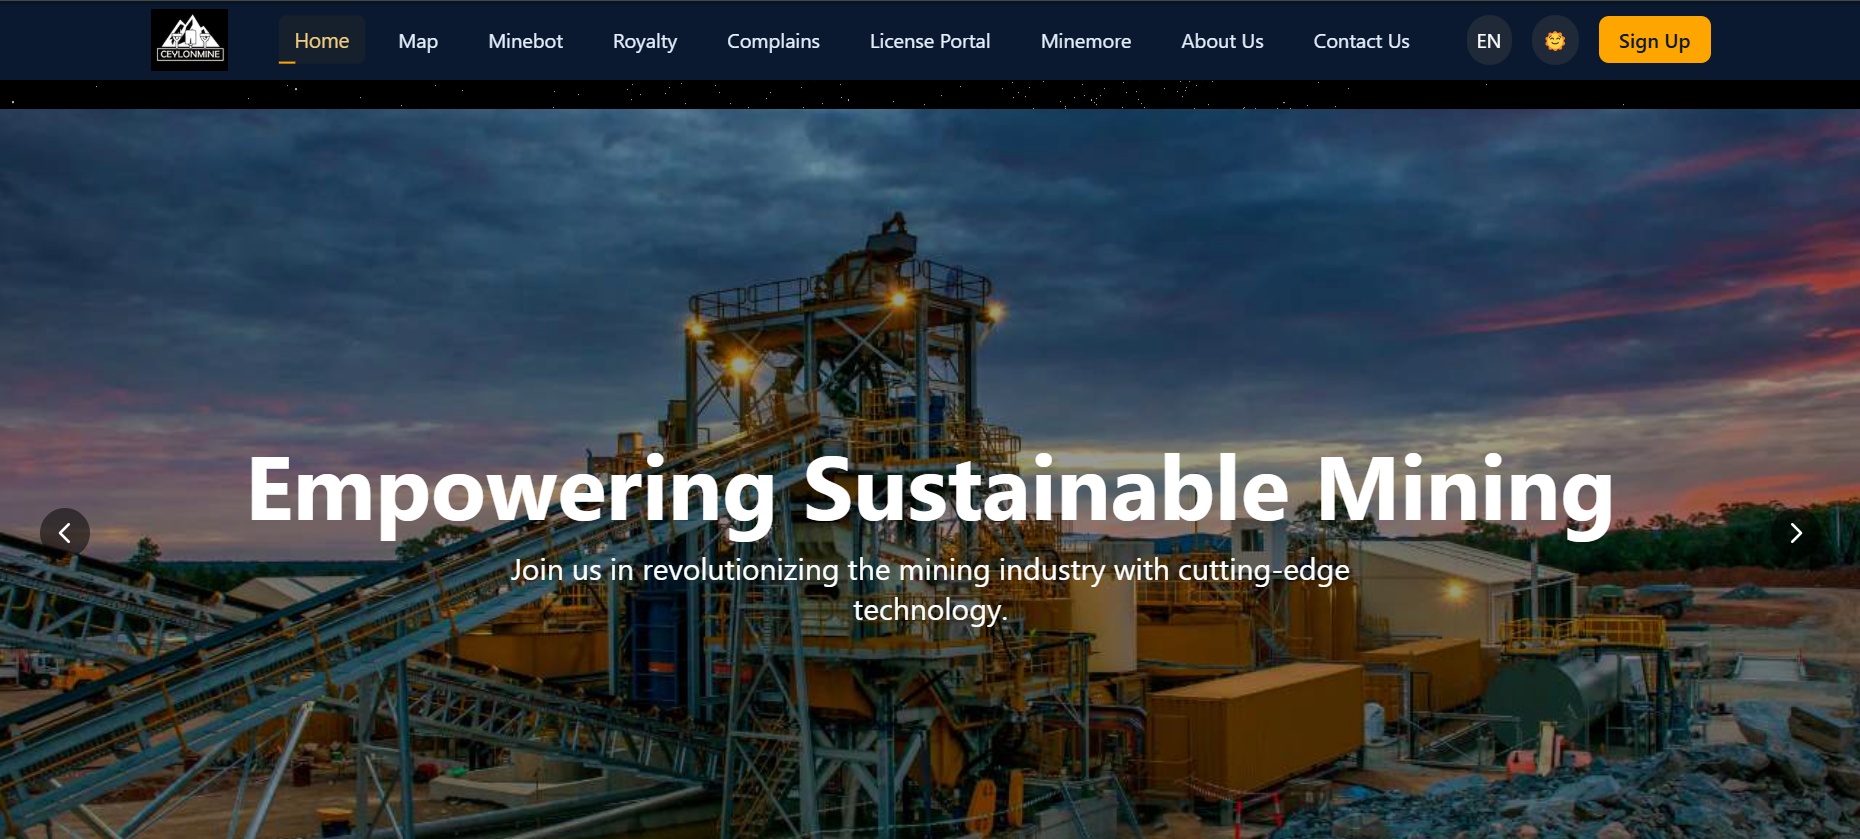 CEYLONMINE
Home Map Minebot Royalty Complains License Portal Minemore About Us Contact Us EN Sign Up
Empowering Sustainable Mining
Join us in revolutionizing the mining industry with cutting-edge
technology.